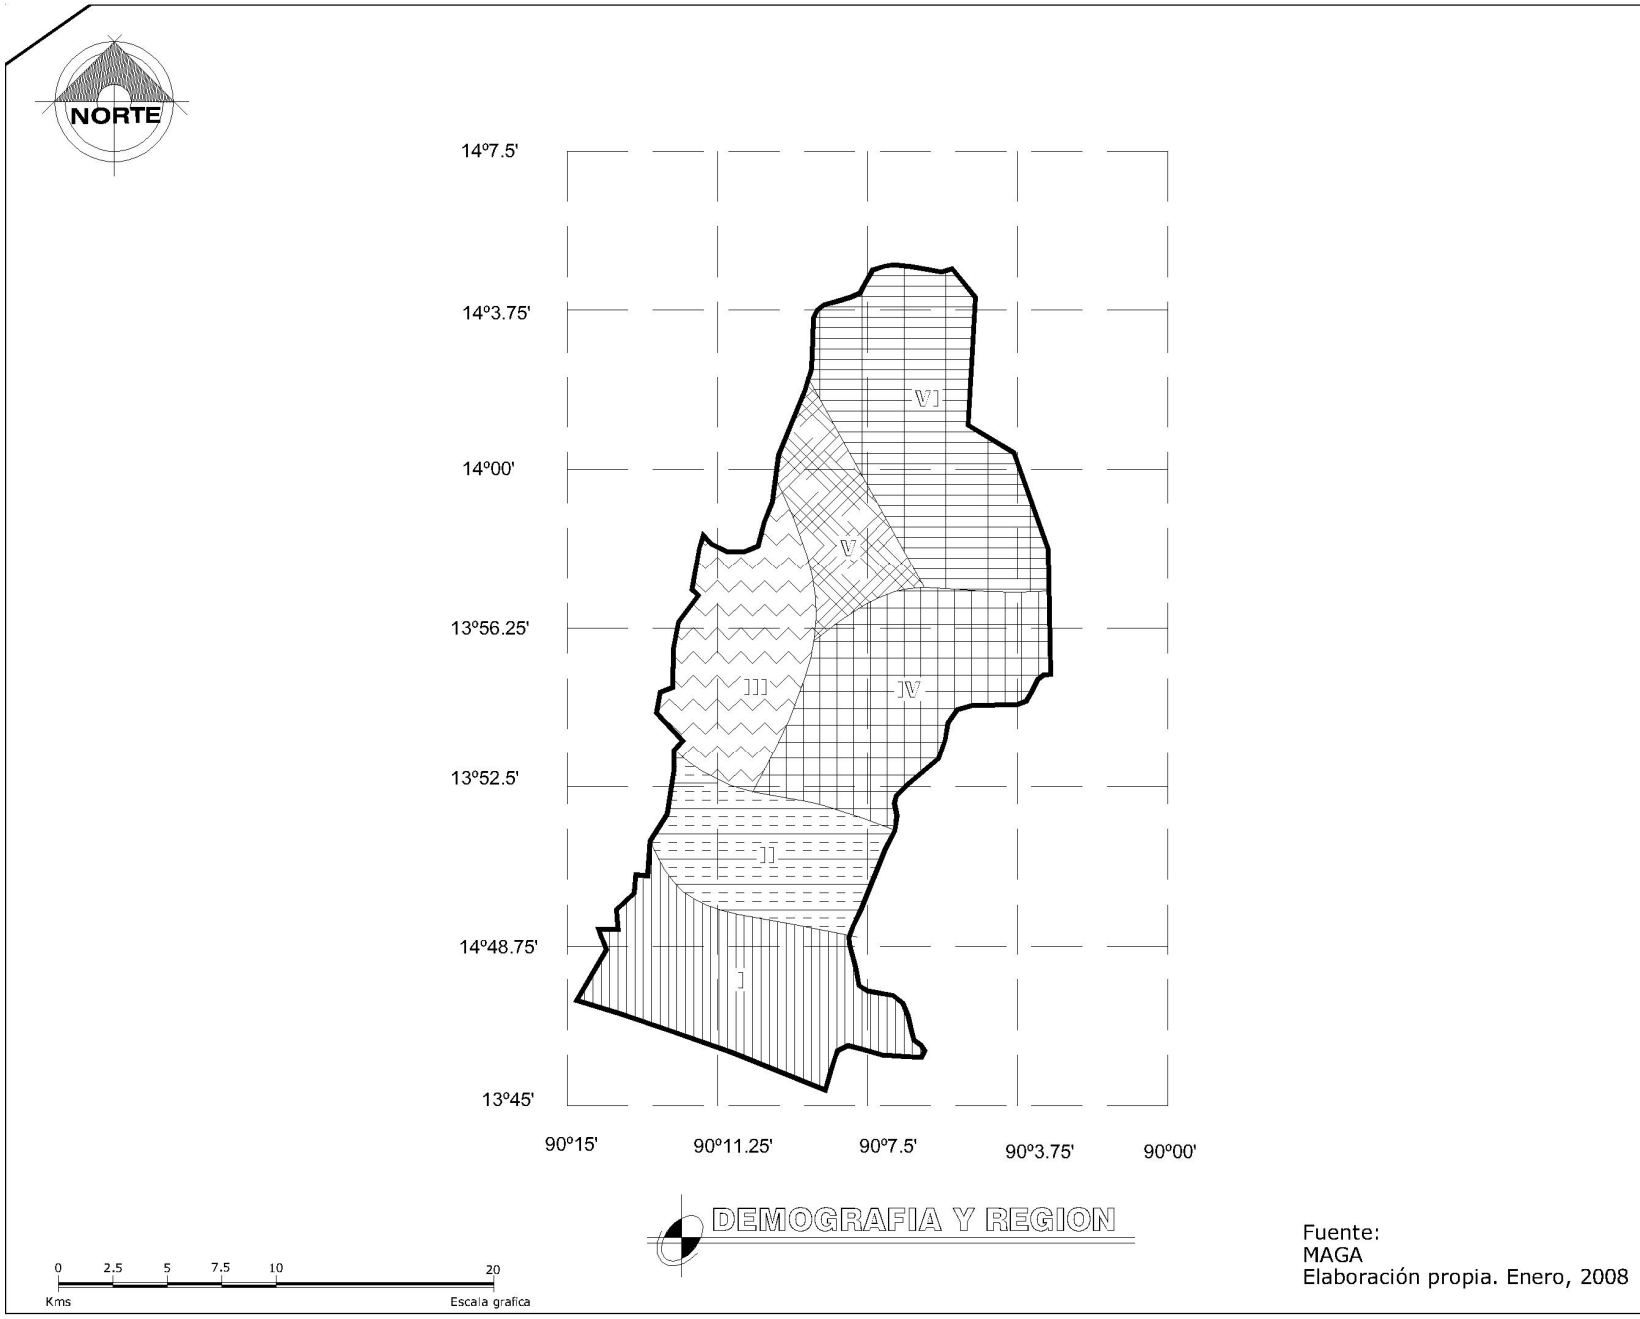 NORTE
14º7.5'
14º3.75'
14º00'
13º56.25'
13º52.5'
14º48.75'
13º45'
VI
V
III
IV
II
I
90º15'
90º11.25'
90º7.5'
90º3.75'
90º00'
DEMOGRAFIA Y REGION
0 2.5 5 7.5 10 20
Kms Escala grafica
Fuente:
MAGA
Elaboración propia. Enero, 2008